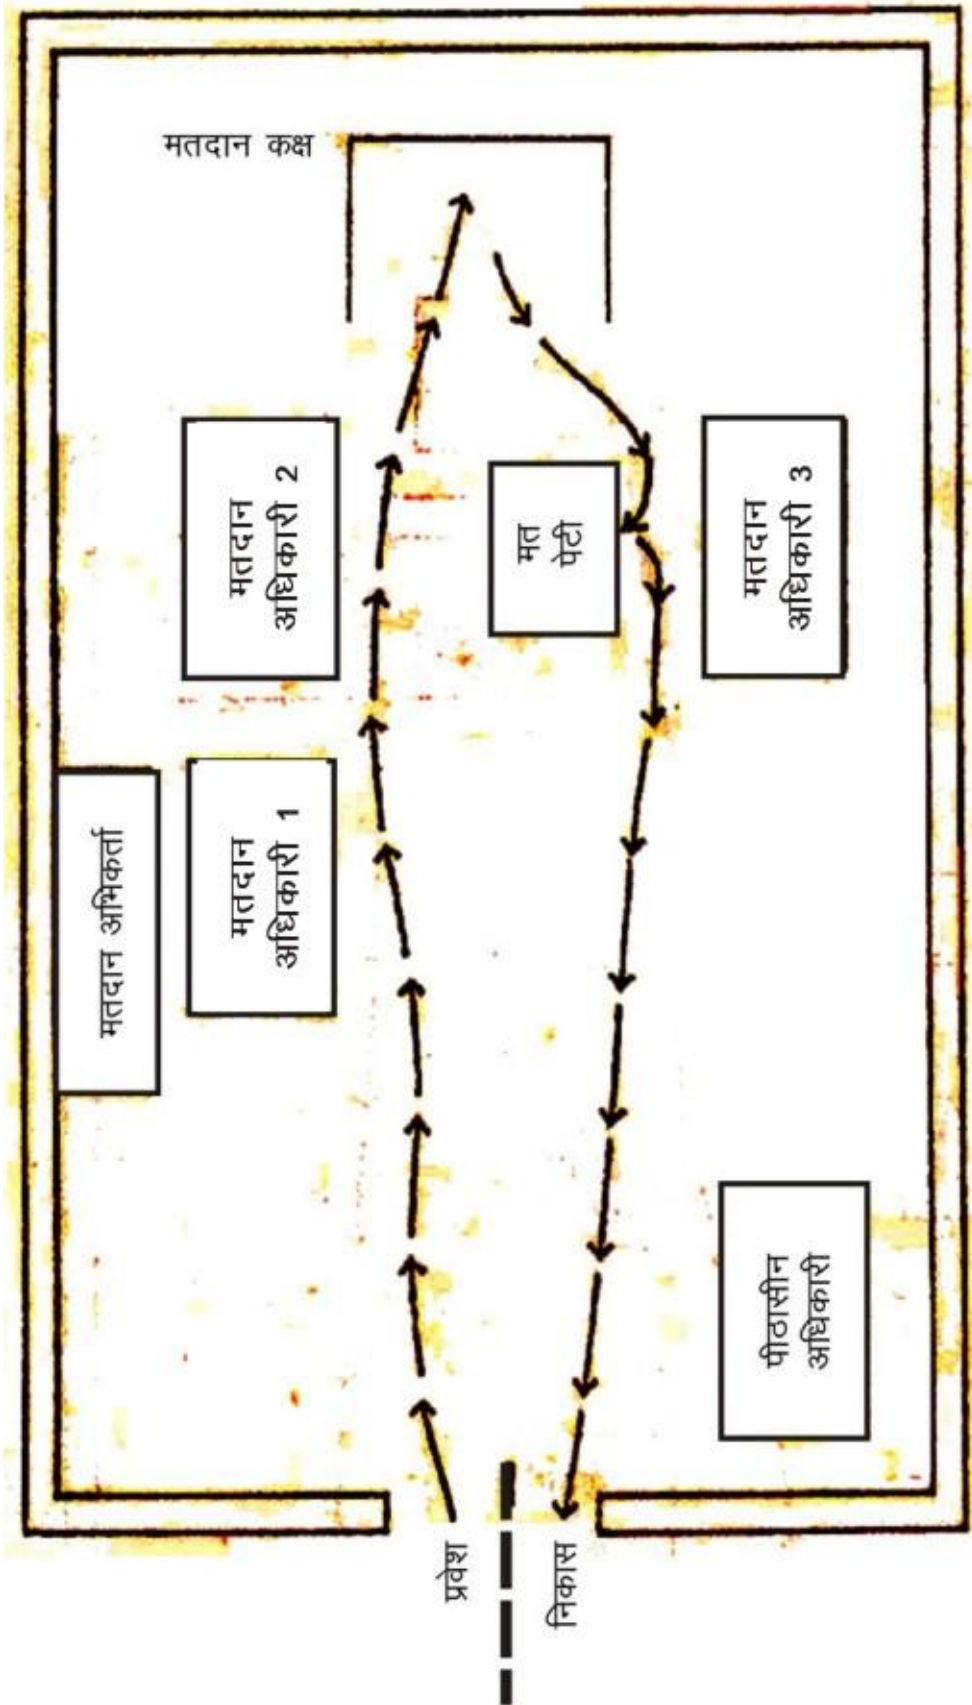 मतदान कक्ष
मतदान
अधिकारी 2
मत
पेटी
मतदान
अधिकारी 3
मतदान अभिकर्ता
मतदान
अधिकारी 1
पीठासीन
अधिकारी
प्रवेश
निकास